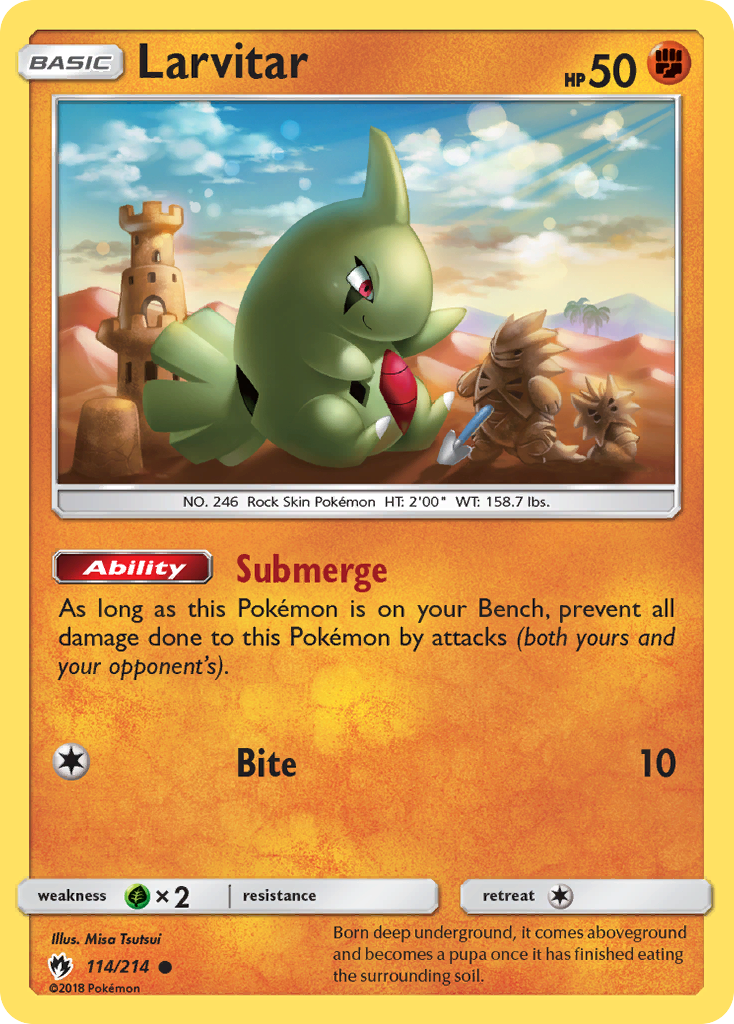 BASIC Larvitar HP 50
NO. 246 Rock Skin Pokémon HT: 2'00" WT: 158.7 lbs.
Ability Submerge
As long as this Pokémon is on your Bench, prevent all
damage done to this Pokémon by attacks (both yours and
your opponent's).
Bite 10
weakness ×2 resistance retreat
Illus. Misa Tsutsui
114/214
©2018 Pokémon
Born deep underground, it comes aboveground
and becomes a pupa once it has finished eating
the surrounding soil.